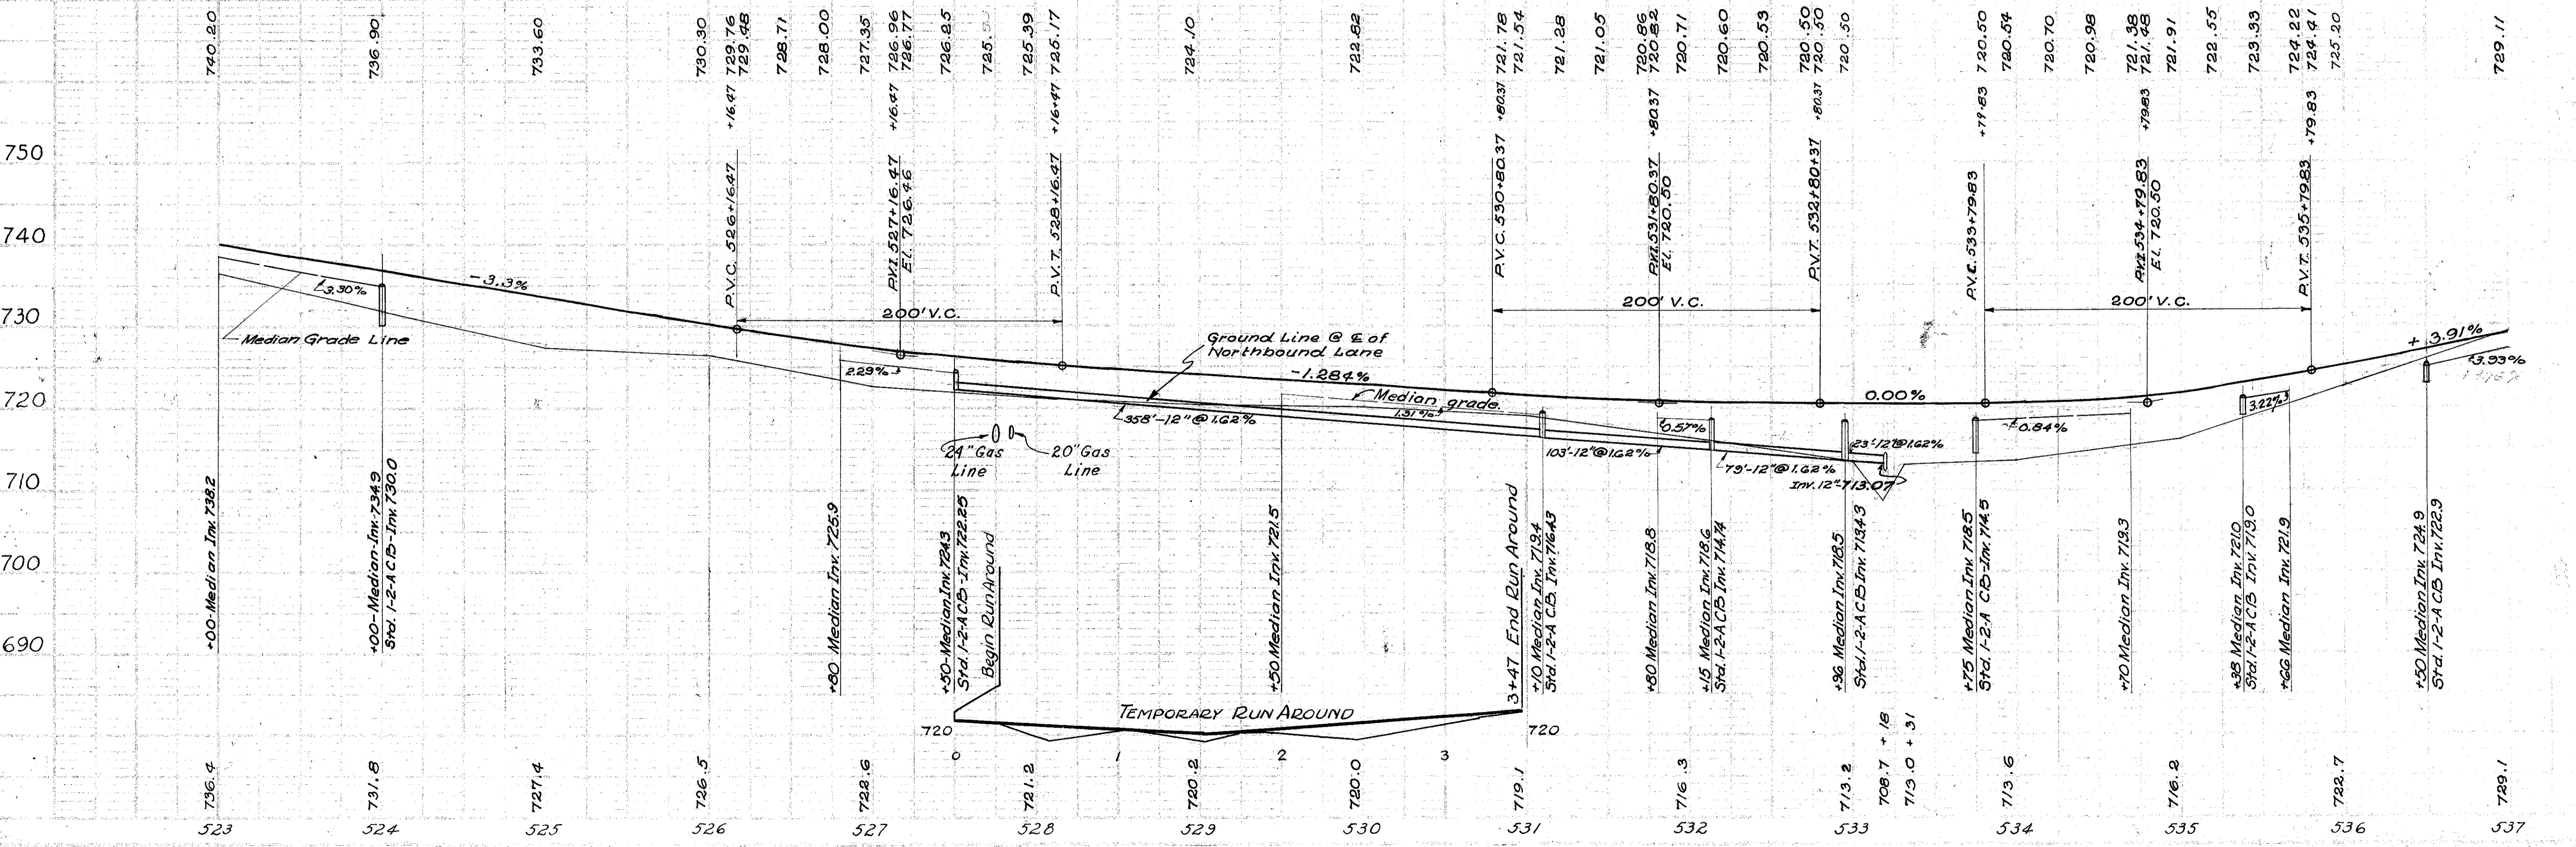 740.20
736.90
733.60
730.30
729.76
729.48
728.71
728.00
727.35
726.96
726.77
726.25
725.39
725.17
724.10
722.82
721.78
721.54
721.28
721.05
720.86
720.82
720.71
720.60
720.53
720.50
720.50
720.50
720.50
720.54
720.70
720.98
721.38
721.48
721.91
722.55
723.33
724.22
724.41
725.20
729.11
+16.47
+16.47
+16+47
+80.37
+80.37
+80.37
+79.83
+79.83
+79.83
750
740
730
720
710
700
690
P.V.C. 526+16.47
P.V.I. 527+16.47
El. 726.46
P.V.T. 528+16.47
P.V.C. 530+80.37
P.V.I. 531+80.37
El. 720.50
P.V.T. 532+80+37
P.V.C. 533+79.83
P.V.I. 534+79.83
El. 720.50
P.V.T. 535+79.83
200' V.C.
200' V.C.
200' V.C.
3.30%
-3.3%
Median Grade Line
2.29%
Ground Line @ ℄ of
Northbound Lane
-1.284%
Median grade.
1.31%
358'-12"@1.62%
24" Gas
Line
20" Gas
Line
0.57%
103'-12"@1.62%
79'-12"@1.62%
23'-12"@1.62%
Inv. 12"-713.07
0.00%
0.84%
3.22%
+ 3.91%
3.93%
+00-Median Inv. 738.2
+00-Median-Inv.-734.9
Std. 1-2-A CB-Inv. 730.0
+80 Median Inv. 725.9
+50-Median Inv. 724.3
Std. 1-2-A CB-Inv. 722.25
Begin Run Around
+50 Median Inv. 721.5
3+47 End Run Around
+10 Median Inv. 719.4
Std. 1-2-A C.B. Inv. 716.43
+80 Median Inv. 718.8
+15 Median Inv. 718.6
Std. 1-2-A CB Inv. 714.74
+96 Median Inv. 718.5
Std. 1-2-A CB Inv. 713.43
+75 Median Inv. 718.5
Std. 1-2-A CB-Inv. 714.5
+70 Median Inv. 719.3
+38 Median Inv. 721.0
Std. 1-2-A CB Inv. 719.0
+66 Median Inv. 721.9
+50 Median Inv. 724.9
Std. 1-2-A CB Inv. 722.9
TEMPORARY RUN AROUND
720
720
0 1 2 3
736.4
731.8
727.4
726.5
722.6
721.2
720.2
720.0
719.1
716.3
713.2
708.7 + 18
713.0 + 31
713.6
716.2
722.7
729.1
523 524 525 526 527 528 529 530 531 532 533 534 535 536 537